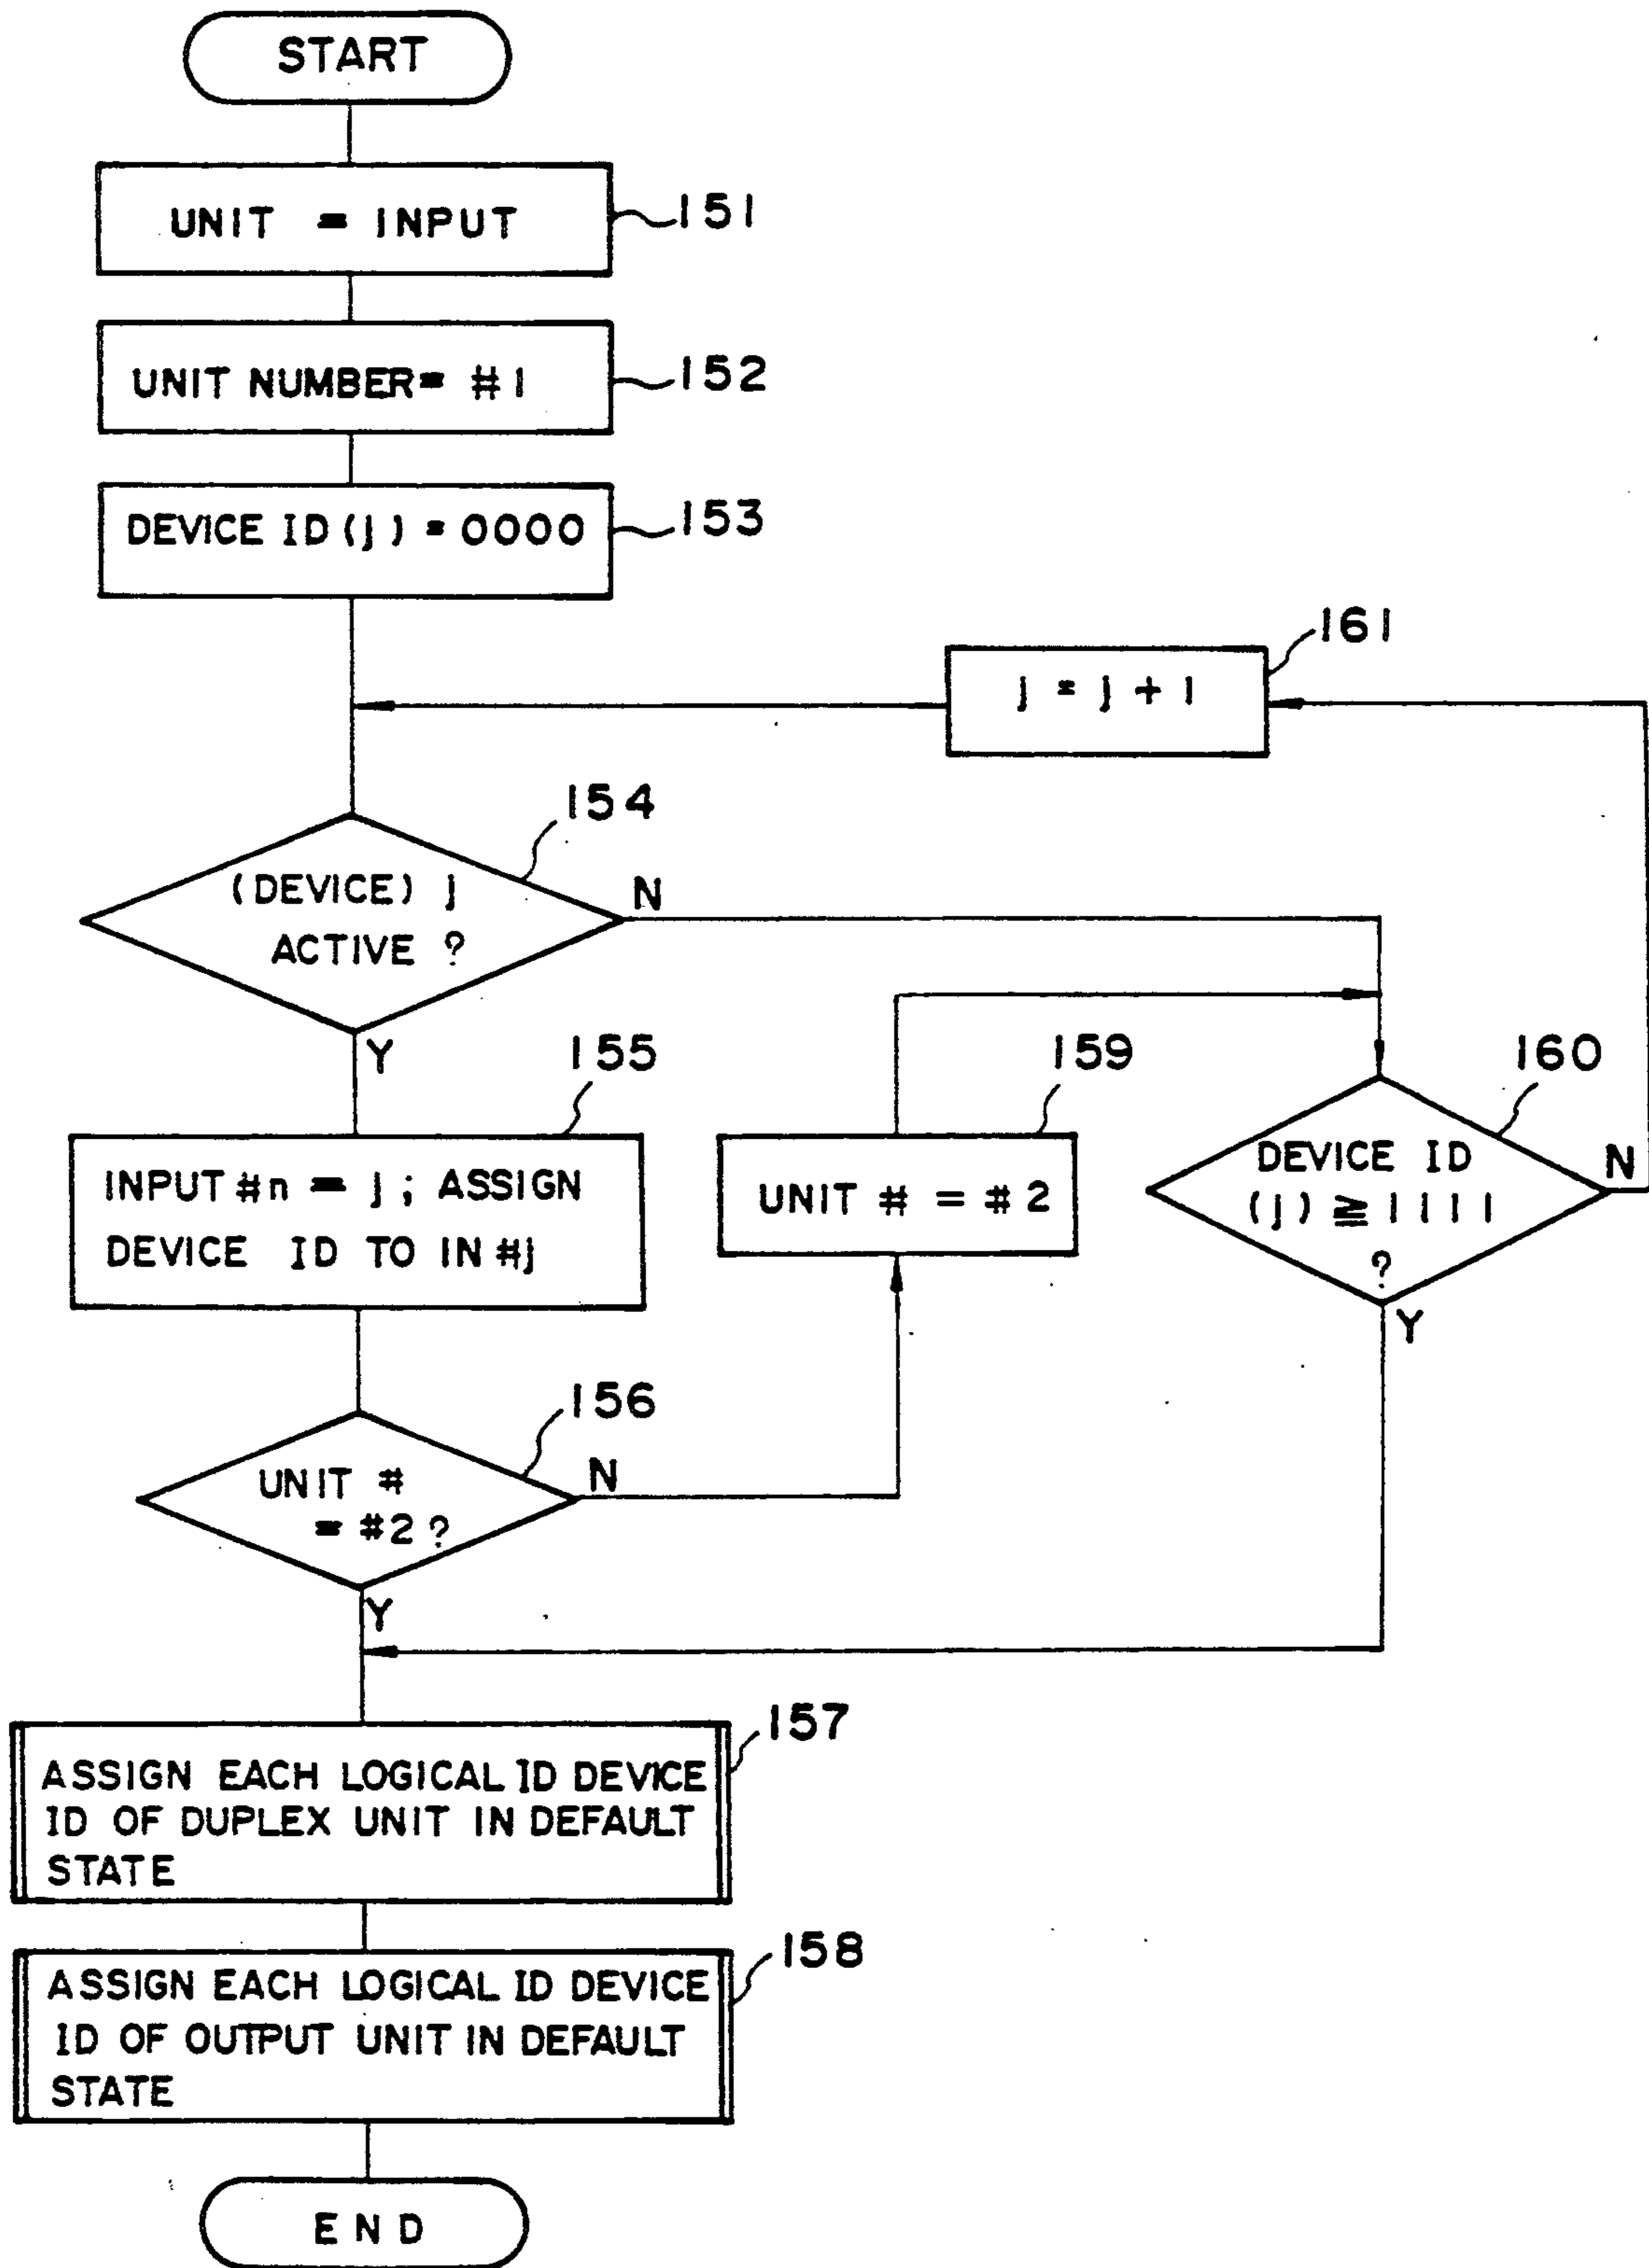 START
UNIT = INPUT
151
UNIT NUMBER = #1
152
DEVICE ID (j) = 0000
153
161
j = j + 1
154
(DEVICE) j
ACTIVE ?
N
Y
155
159
160
INPUT #n = j ; ASSIGN
DEVICE ID TO IN #j
UNIT # = #2
DEVICE ID
(j) ≧ 1111
?
N
Y
156
UNIT #
= #2 ?
N
Y
157
ASSIGN EACH LOGICAL ID DEVICE
ID OF DUPLEX UNIT IN DEFAULT
STATE
158
ASSIGN EACH LOGICAL ID DEVICE
ID OF OUTPUT UNIT IN DEFAULT
STATE
END